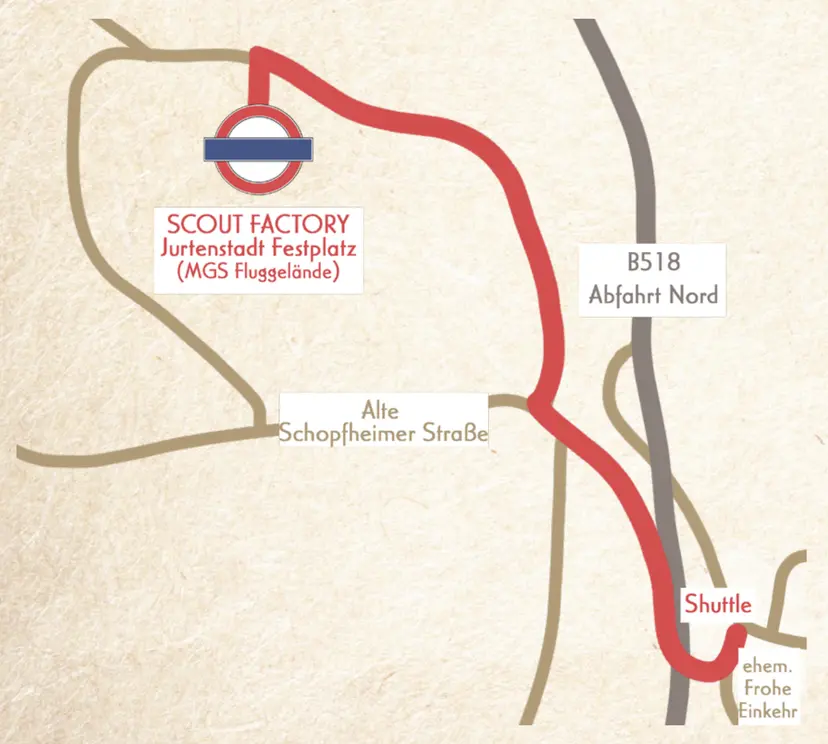 SCOUT FACTORY
Jurtenstadt Festplatz
(MGS Fluggelände)
B518
Abfahrt Nord
Alte
Schopfheimer Straße
Shuttle
ehem.
Frohe
Einkehr